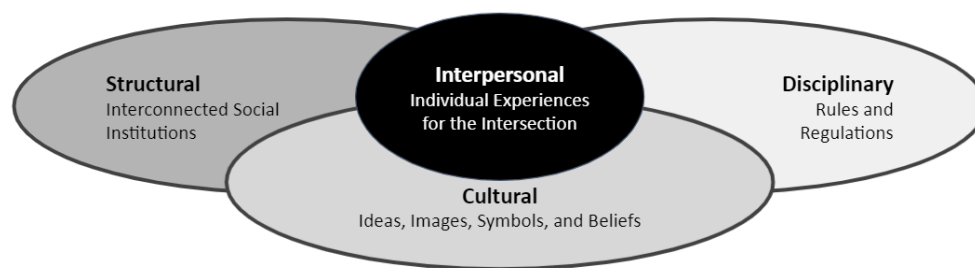 Structural
Interconnected Social
Institutions
Interpersonal
Individual Experiences
for the Intersection
Disciplinary
Rules and
Regulations
Cultural
Ideas, Images, Symbols, and Beliefs